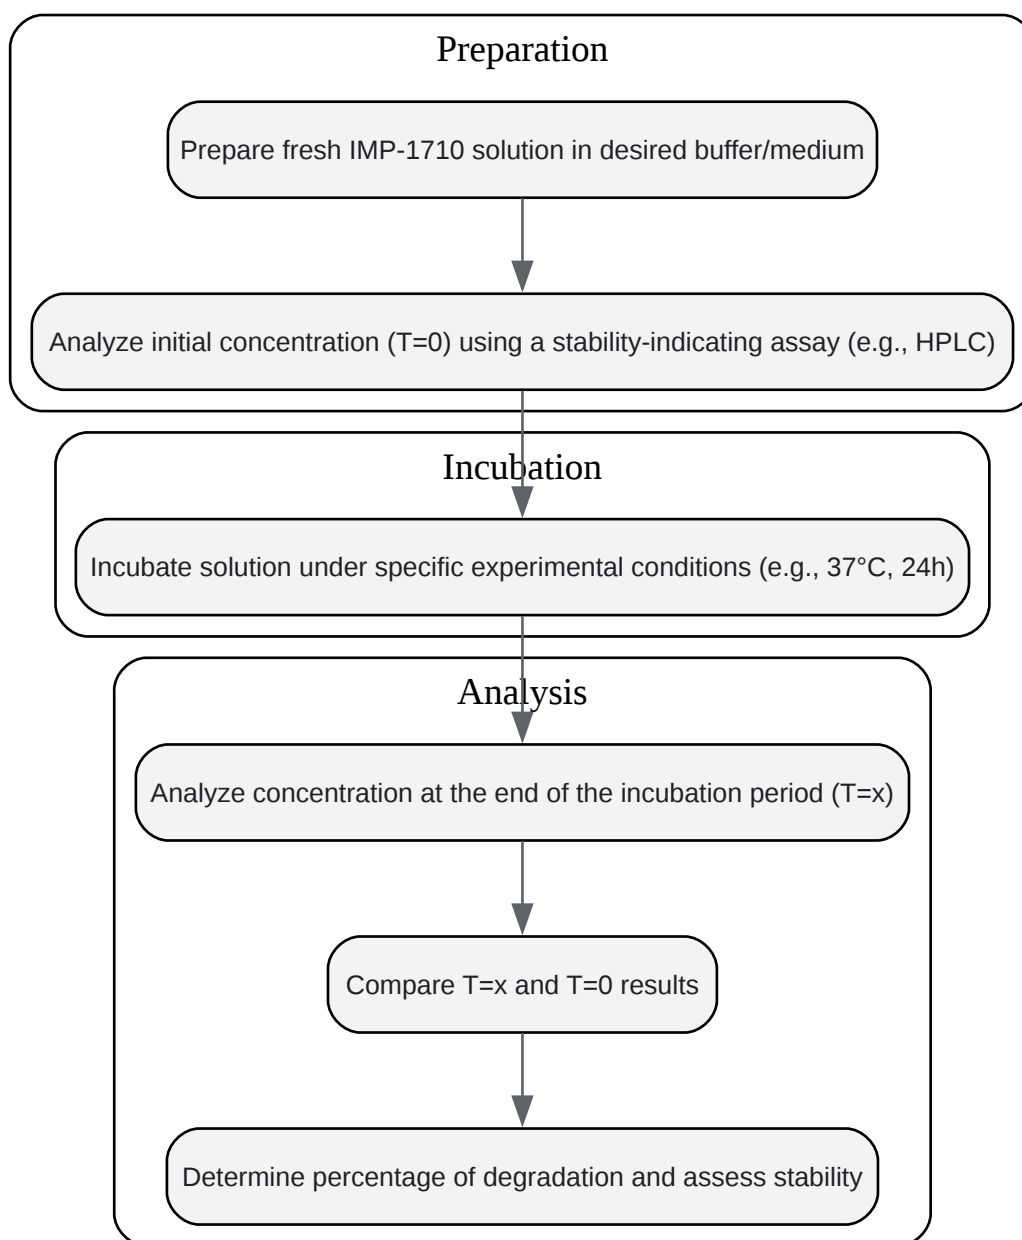 Preparation
Prepare fresh IMP-1710 solution in desired buffer/medium
Analyze initial concentration (T=0) using a stability-indicating assay (e.g., HPLC)
Incubation
Incubate solution under specific experimental conditions (e.g., 37°C, 24h)
Analysis
Analyze concentration at the end of the incubation period (T=x)
Compare T=x and T=0 results
Determine percentage of degradation and assess stability